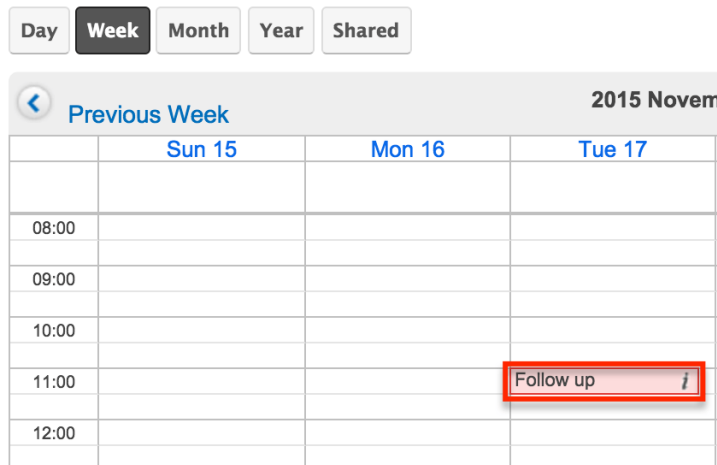 Day Week Month Year Shared
Previous Week 2015 Novem
Sun 15 Mon 16 Tue 17
08:00
09:00
10:00
11:00 Follow up i
12:00